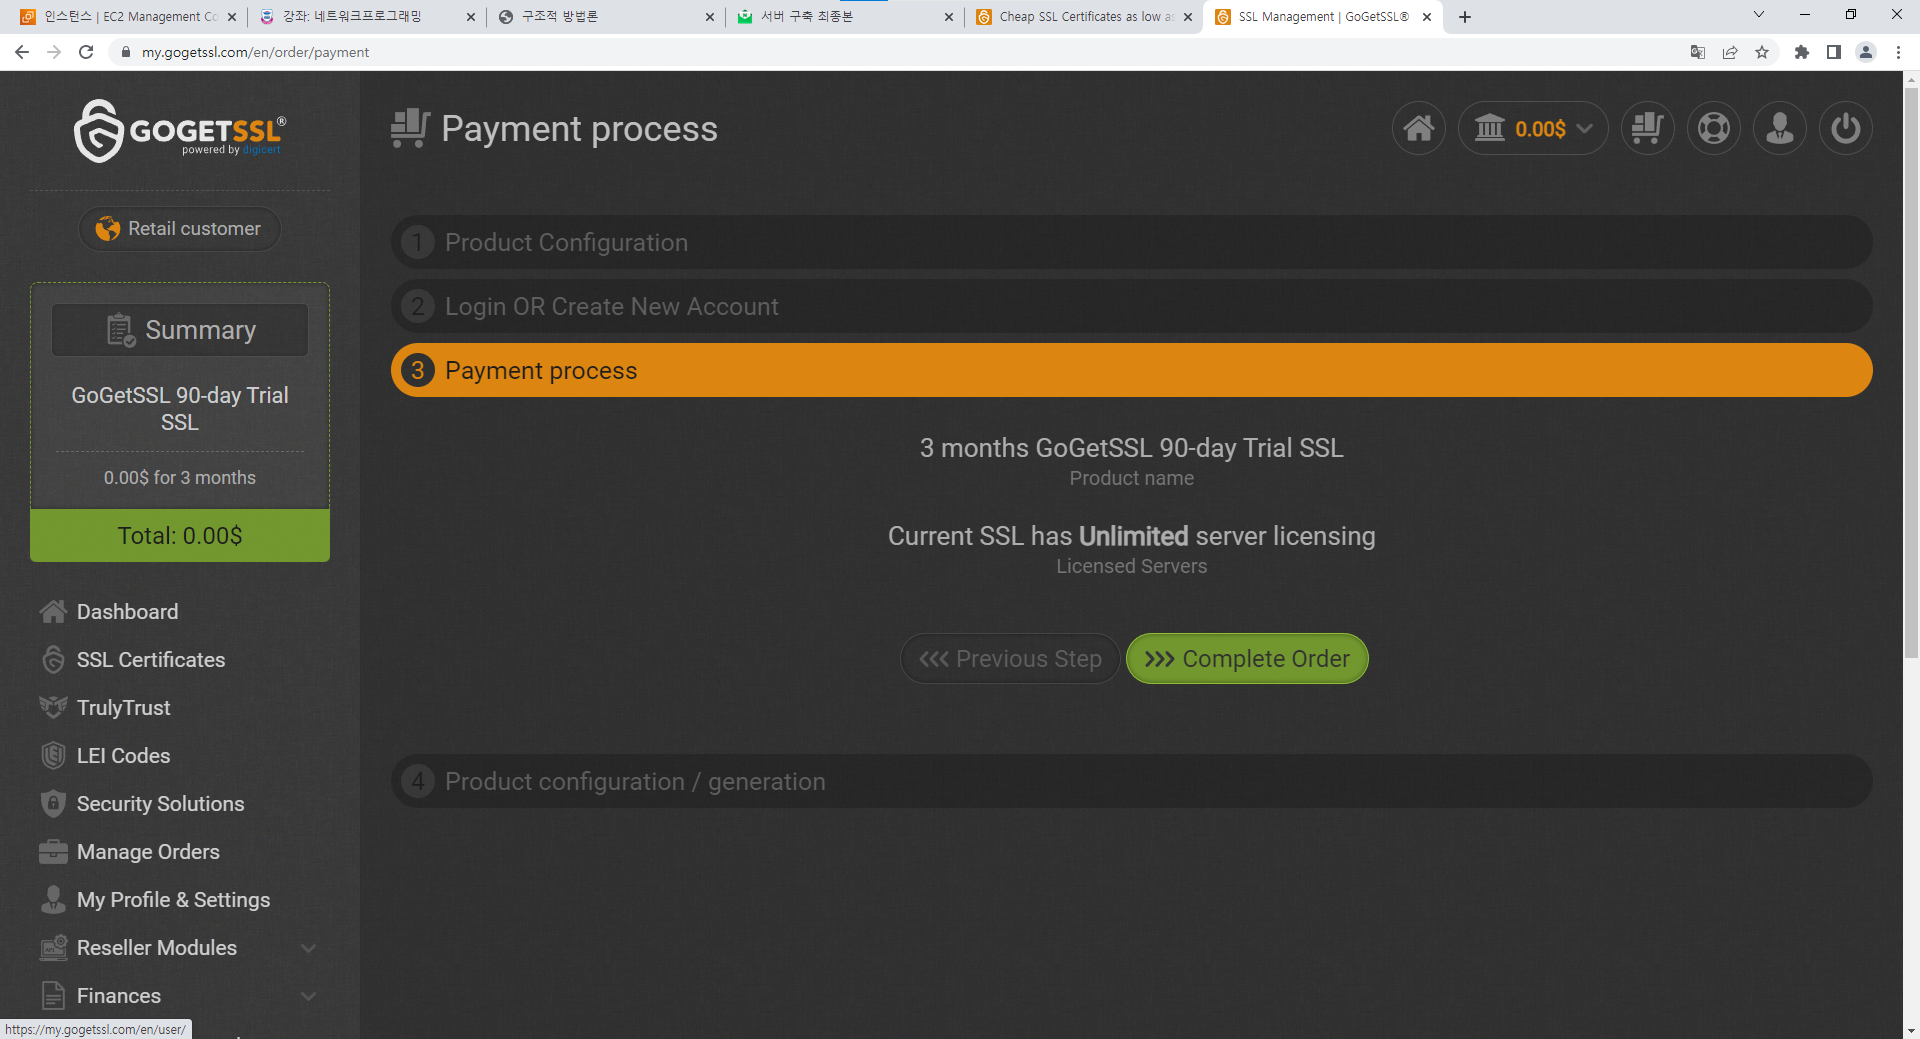 인스턴스 | EC2 Management Co
강좌: 네트워크프로그래밍
구조적 방법론
서버 구축 최종본
Cheap SSL Certificates as low as
SSL Management | GoGetSSL®
my.gogetssl.com/en/order/payment
GOGETSSL®
powered by digicert
Retail customer
Summary
GoGetSSL 90-day Trial
SSL
0.00$ for 3 months
Total: 0.00$
Dashboard
SSL Certificates
TrulyTrust
LEI Codes
Security Solutions
Manage Orders
My Profile & Settings
Reseller Modules
Finances
https://my.gogetssl.com/en/user/
Payment process
0.00$
1 Product Configuration
2 Login OR Create New Account
3 Payment process
3 months GoGetSSL 90-day Trial SSL
Product name
Current SSL has Unlimited server licensing
Licensed Servers
Previous Step
Complete Order
4 Product configuration / generation